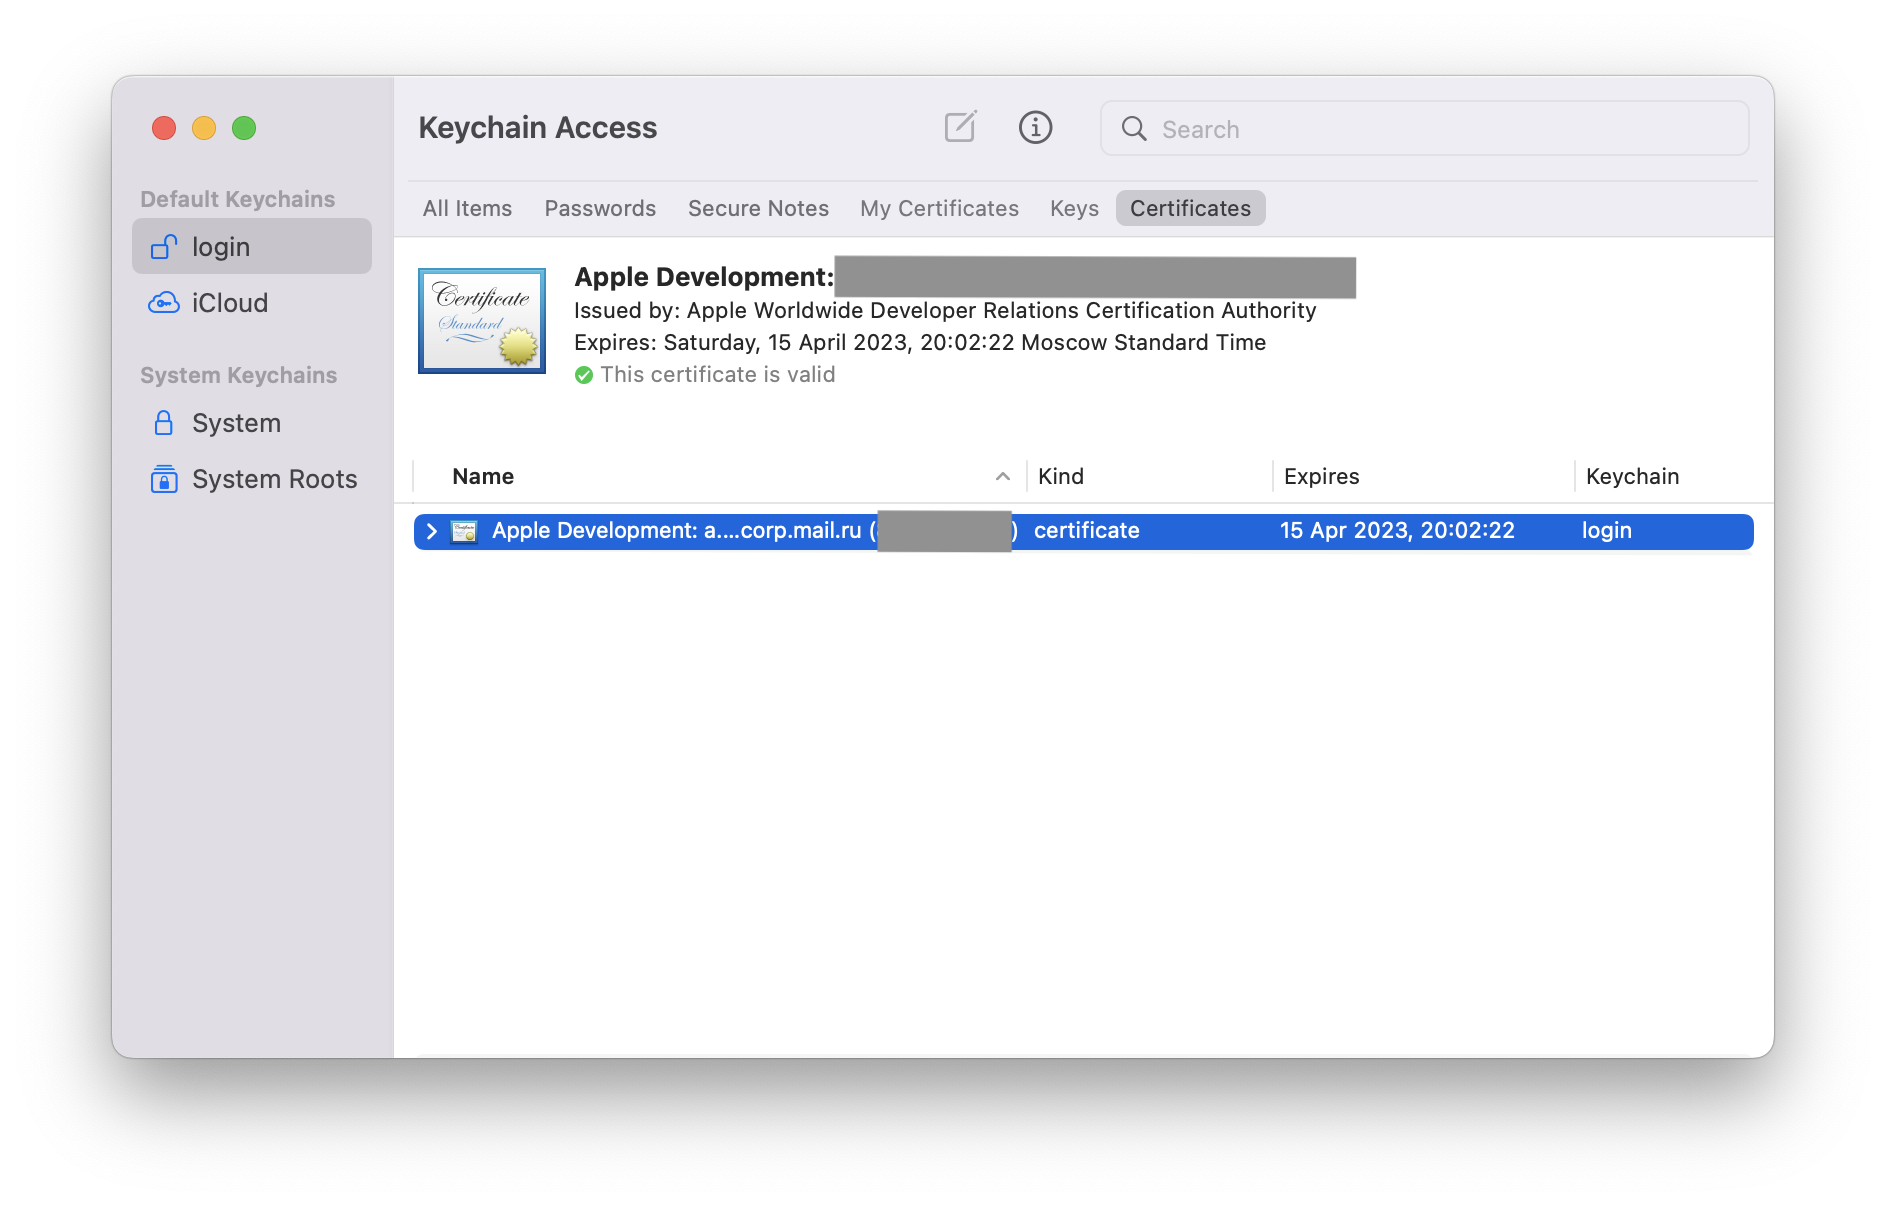 Keychain Access
Search
Default Keychains
login
iCloud
System Keychains
System
System Roots
All Items Passwords Secure Notes My Certificates Keys Certificates
Certificate
Standard
Apple Development:
Issued by: Apple Worldwide Developer Relations Certification Authority
Expires: Saturday, 15 April 2023, 20:02:22 Moscow Standard Time
This certificate is valid
Name Kind Expires Keychain
Apple Development: a....corp.mail.ru ( ) certificate 15 Apr 2023, 20:02:22 login